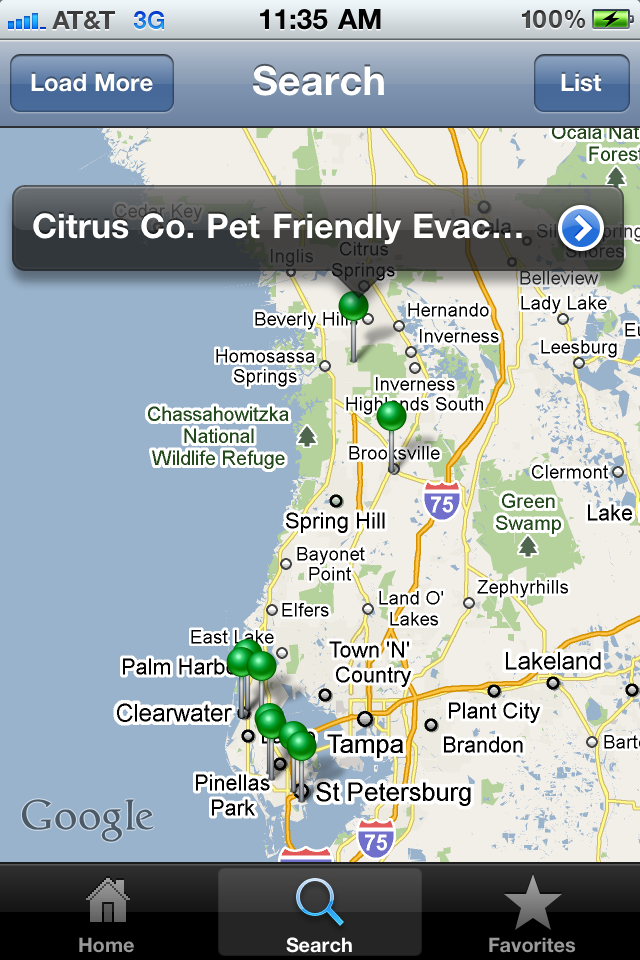 AT&T 3G 11:35 AM 100%
Load More
Search
List
Ocala Nat
Forest
Cedar Key
Citrus Co. Pet Friendly Evac...
Inglis
Citrus
Springs
Belleview
Hernando
Lady Lake
Beverly Hills
Inverness
Leesburg
Homosassa
Springs
Inverness
Highlands South
Chassahowitzka
National
Wildlife Refuge
Brooksville
Clermont
75
Green
Swamp
Spring Hill
Lake
Bayonet
Point
Zephyrhills
Elfers
Land O'
Lakes
East Lake
Town 'N'
Country
Palm Harbo
Lakeland
Clearwater
Plant City
Tampa
Brandon
Barto
Pinellas
Park
St Petersburg
Google
75
Home
Search
Favorites